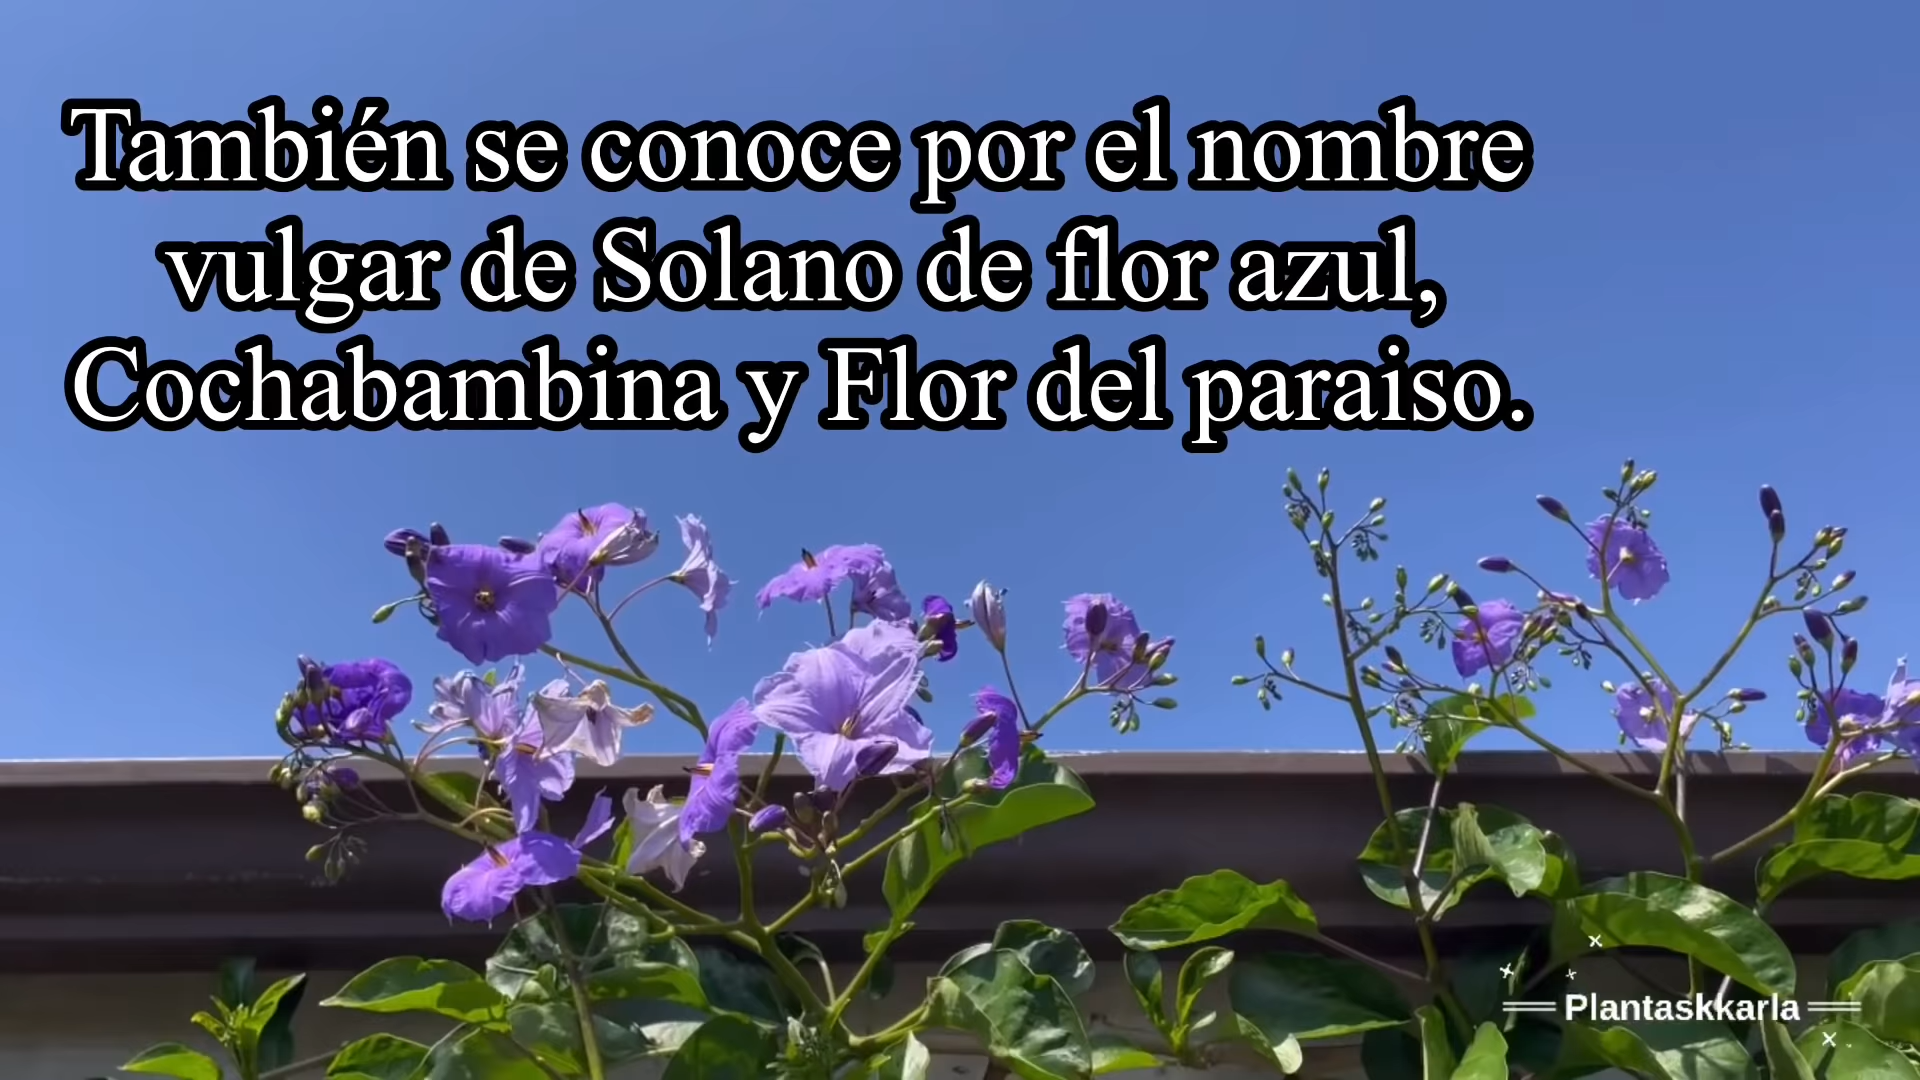 También se conoce por el nombre
vulgar de Solano de flor azul,
Cochabambina y Flor del paraiso.
Plantaskkarla